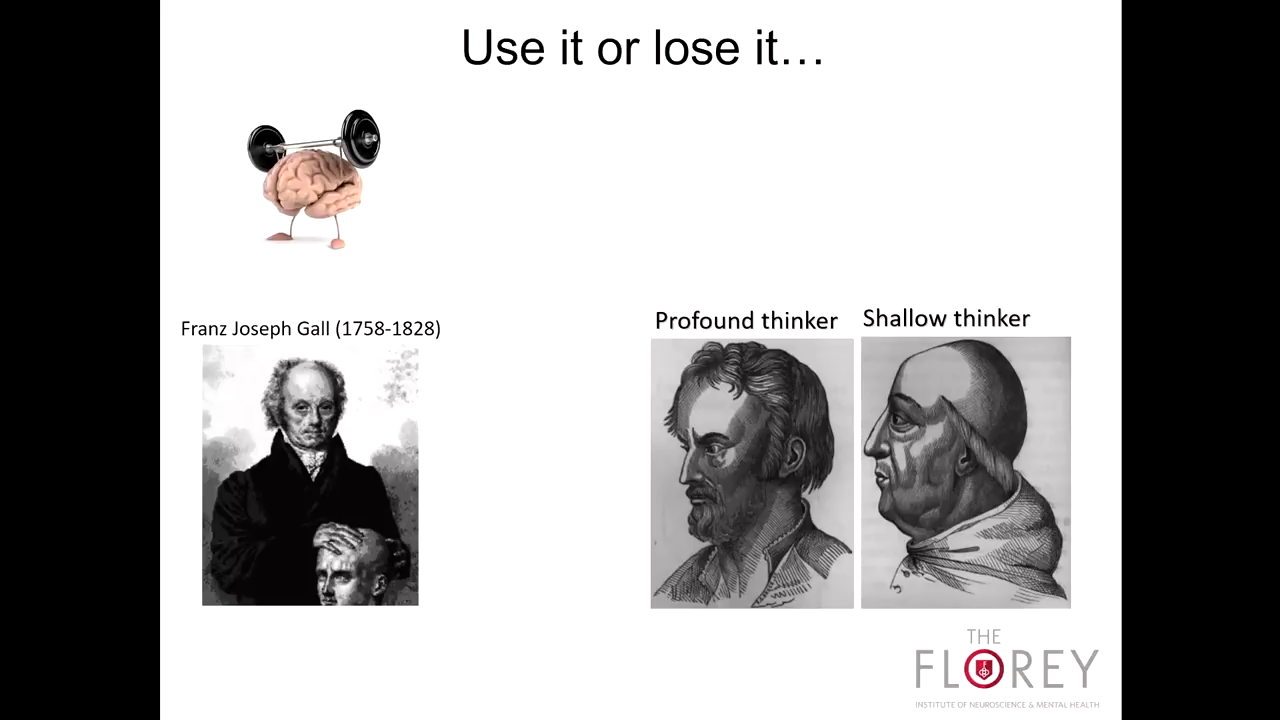 Use it or lose it…
Franz Joseph Gall (1758-1828)
Profound thinker
Shallow thinker
THE
FLOREY
INSTITUTE OF NEUROSCIENCE & MENTAL HEALTH